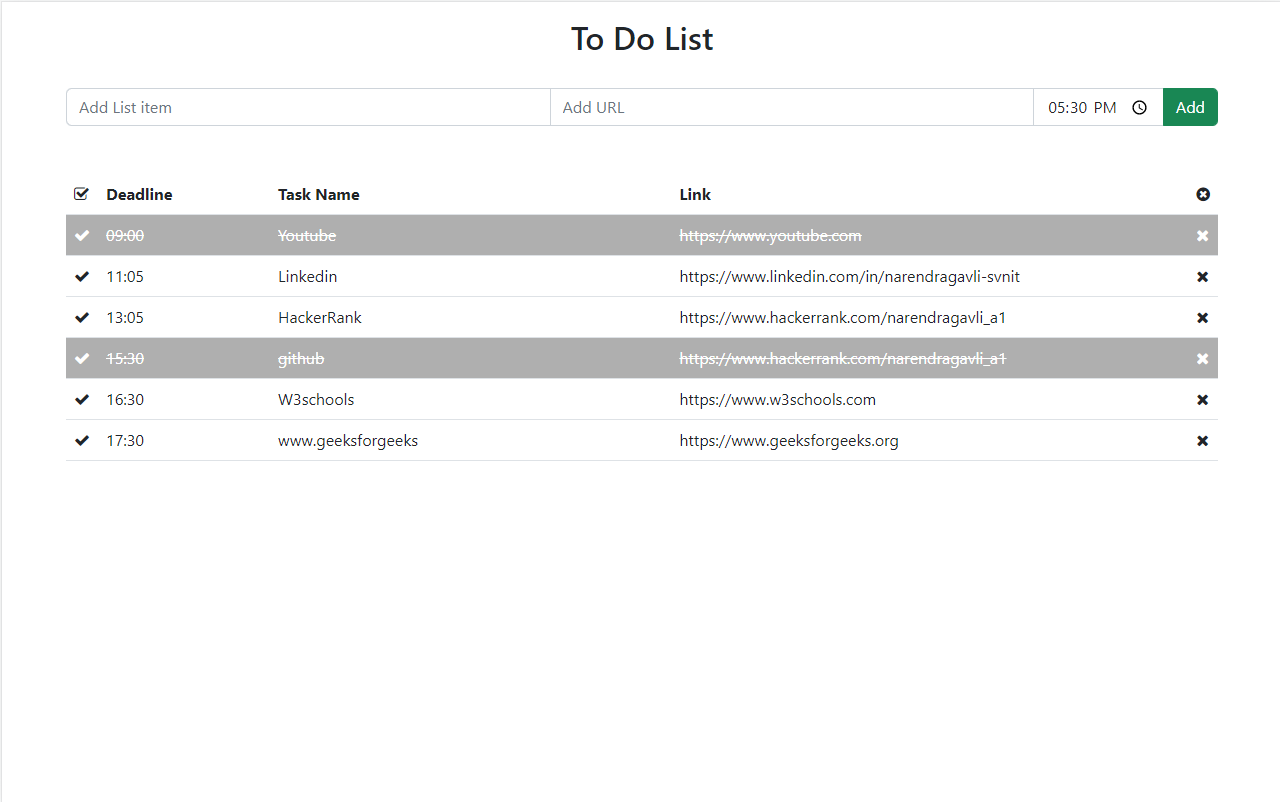 To Do List
Add List item Add URL 05:30 PM Add
Deadline Task Name Link
09:00 Youtube https://www.youtube.com
11:05 Linkedin https://www.linkedin.com/in/narendragavli-svnit
13:05 HackerRank https://www.hackerrank.com/narendragavli_a1
15:30 github https://www.hackerrank.com/narendragavli_a1
16:30 W3schools https://www.w3schools.com
17:30 www.geeksforgeeks https://www.geeksforgeeks.org